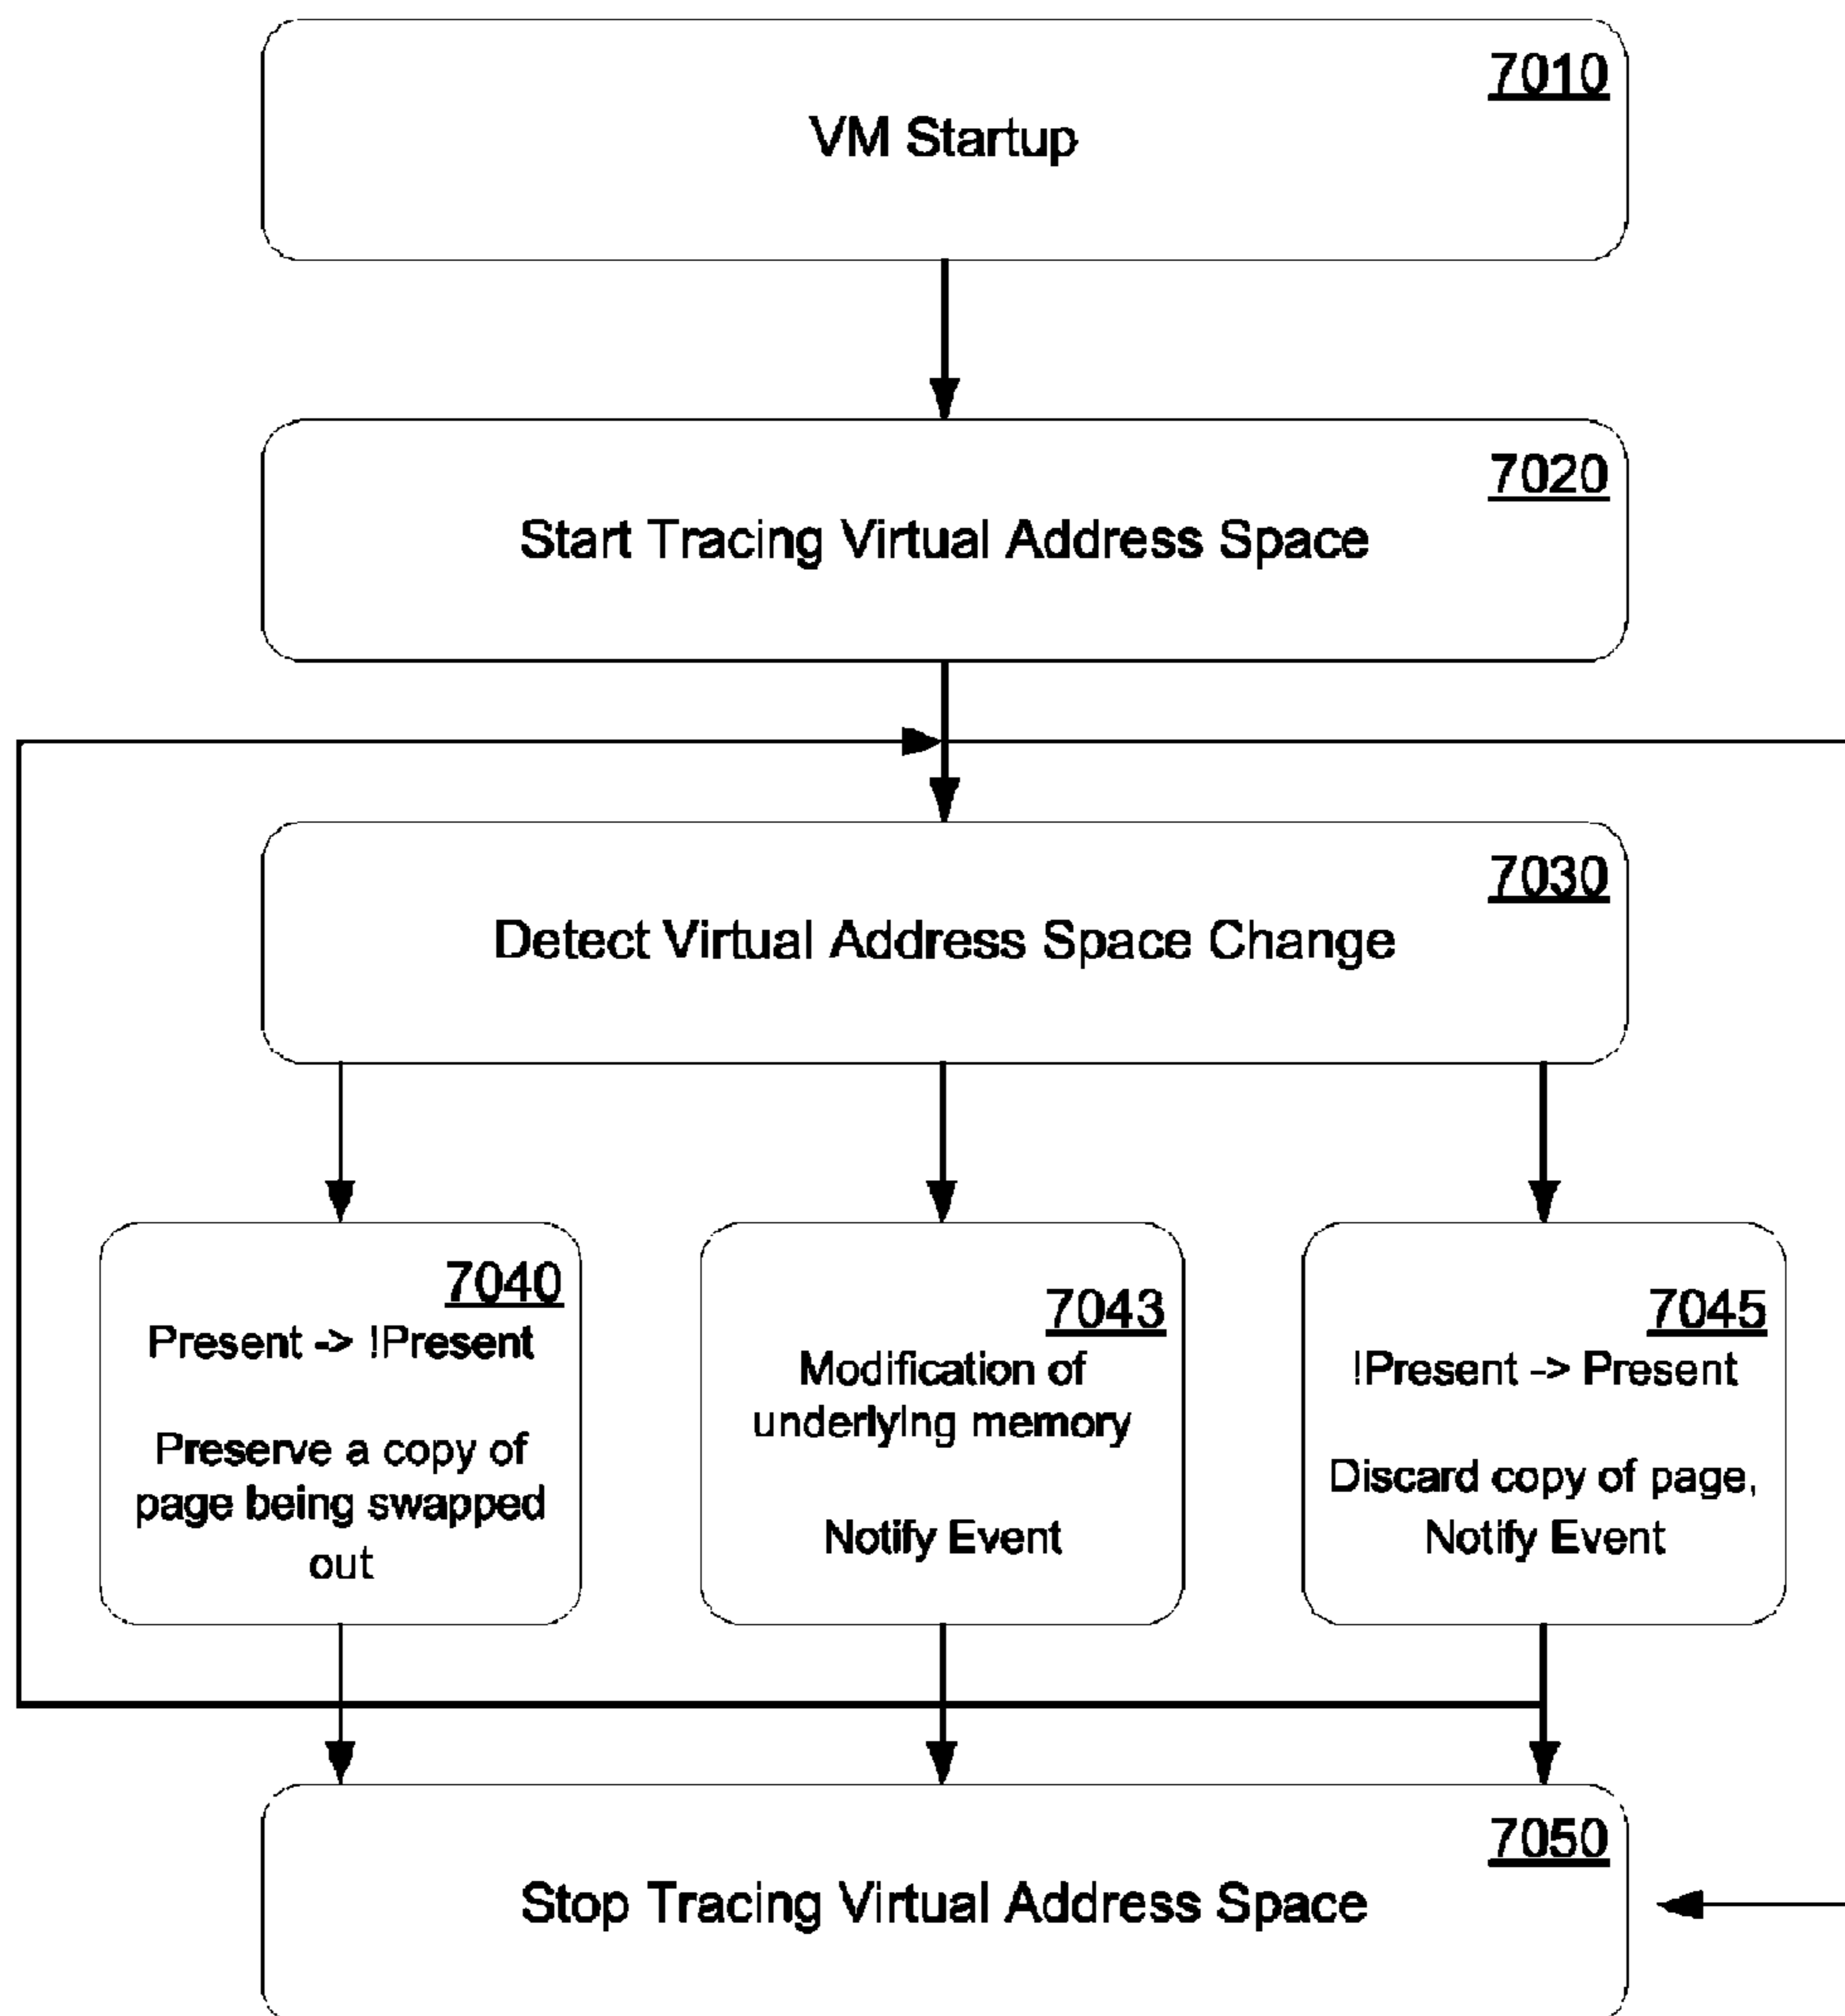 7010
VM Startup
7020
Start Tracing Virtual Address Space
7030
Detect Virtual Address Space Change
7040
Present -> !Present
Preserve a copy of
page being swapped
out
7043
Modification of
underlying memory
Notify Event
7045
!Present -> Present
Discard copy of page,
Notify Event
7050
Stop Tracing Virtual Address Space